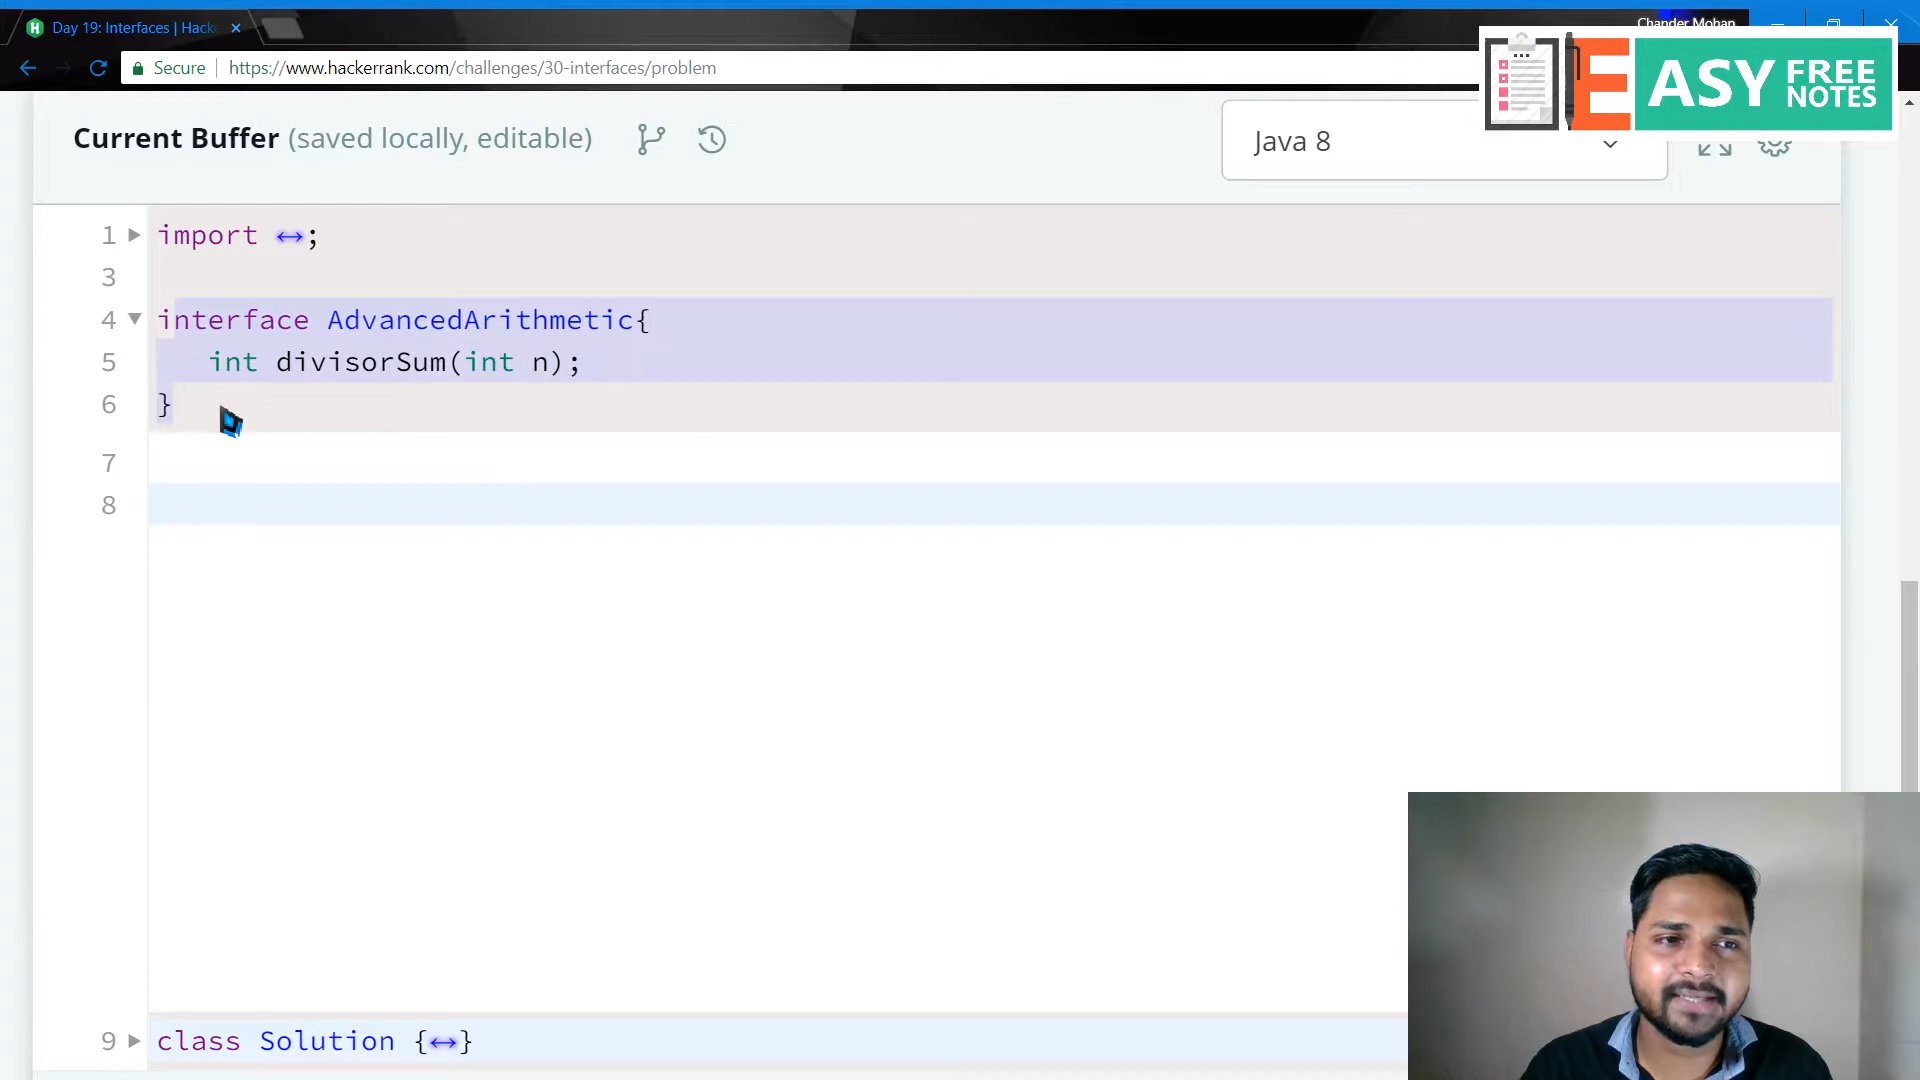 Day 19: Interfaces | Hacke
Chander Mohan
Secure
https://www.hackerrank.com/challenges/30-interfaces/problem
EASY FREE NOTES
Current Buffer (saved locally, editable)
Java 8
1 import ↔;
3
4 interface AdvancedArithmetic{
5 int divisorSum(int n);
6 }
7
8
9 class Solution {↔}